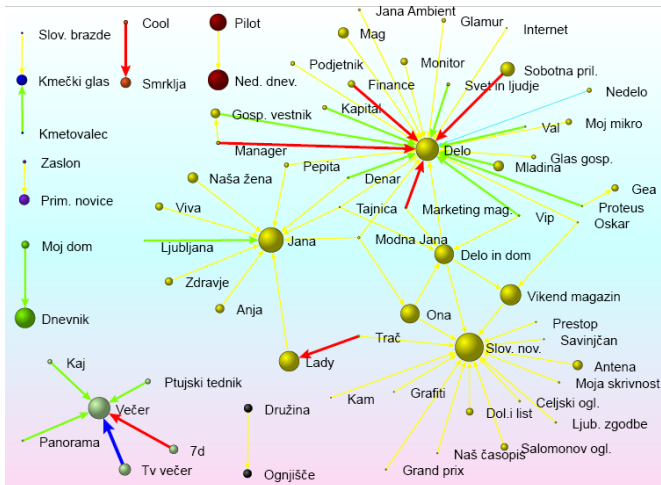 Jana Ambient
Cool
Pilot
Glamur
Slov. brazde
Mag
Internet
Podjetnik
Monitor
Sobotna pril.
Kmečki glas
Smrklja
Ned. dnev.
Finance
Svet in ljudje
Nedelo
Gosp. vestnik
Kapital
Val
Moj mikro
Kmetovalec
Manager
Delo
Glas gosp.
Zaslon
Pepita
Mladina
Naša žena
Denar
Gea
Prim. novice
Viva
Tajnica
Marketing mag.
Vip
Proteus
Oskar
Moj dom
Ljubljana
Jana
Modna Jana
Delo in dom
Zdravje
Vikend magazin
Dnevnik
Anja
Ona
Prestop
Trač
Savinjčan
Slov. nov.
Kaj
Lady
Antena
Ptujski tednik
Moja skrivnost
Večer
Družina
Kam
Grafiti
Celjski ogl.
Dol.i list
Ljub. zgodbe
Panorama
7d
Naš časopis
Salomonov ogl.
Tv večer
Ognjišče
Grand prix